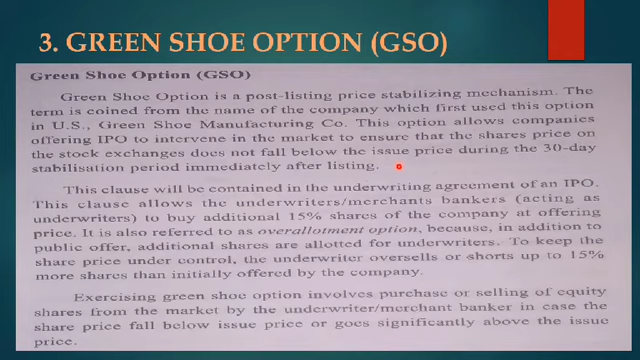 3. GREEN SHOE OPTION (GSO)
Green Shoe Option (GSO)
Green Shoe Option is a post-listing price stabilizing mechanism. The
term is coined from the name of the company which first used this option
in U.S., Green Shoe Manufacturing Co. This option allows companies
offering IPO to intervene in the market to ensure that the shares price on
the stock exchanges does not fall below the issue price during the 30-day
stabilisation period immediately after listing.
This clause will be contained in the underwriting agreement of an IPO.
This clause allows the underwriters/merchants bankers (acting as
underwriters) to buy additional 15% shares of the company at offering
price. It is also referred to as overallotment option, because, in addition to
public offer, additional shares are allotted for underwriters. To keep the
share price under control, the underwriter oversells or shorts up to 15%
more shares than initially offered by the company.
Exercising green shoe option involves purchase or selling of equity
shares from the market by the underwriter/merchant banker in case the
share price fall below issue price or goes significantly above the issue
price.